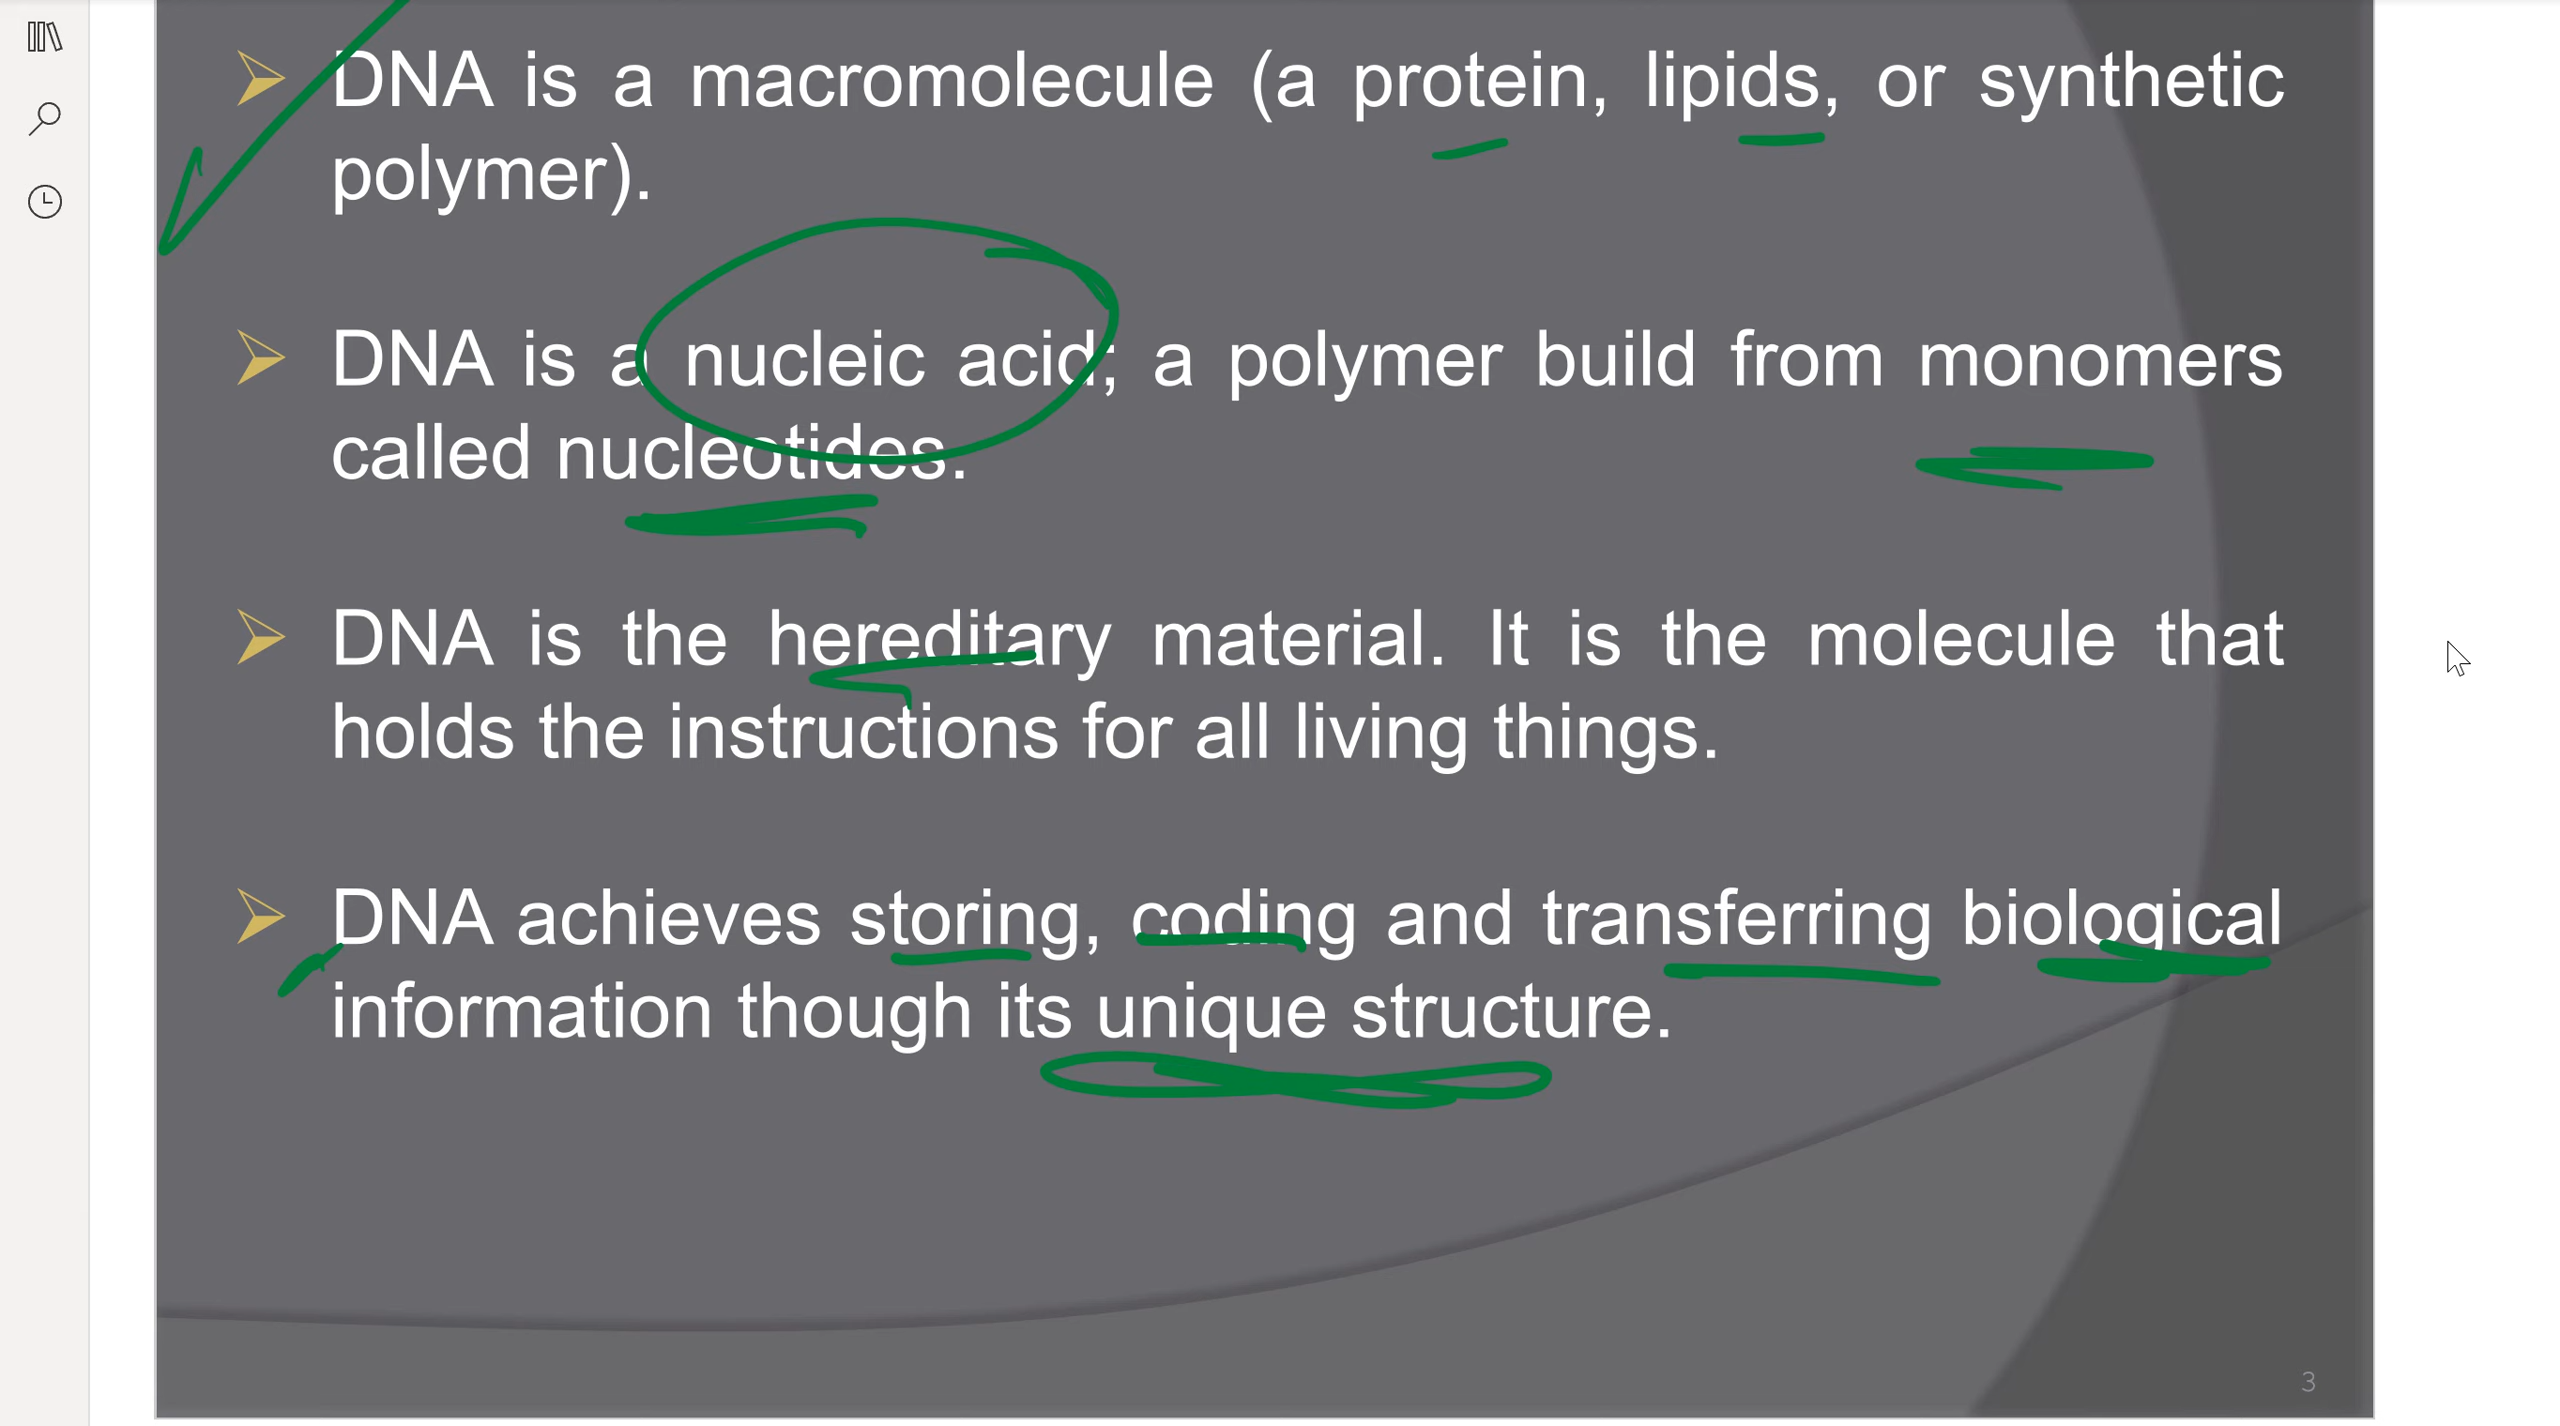 DNA is a macromolecule (a protein, lipids, or synthetic
polymer).
DNA is a nucleic acid; a polymer build from monomers
called nucleotides.
DNA is the hereditary material. It is the molecule that
holds the instructions for all living things.
DNA achieves storing, coding and transferring biological
information though its unique structure.
3